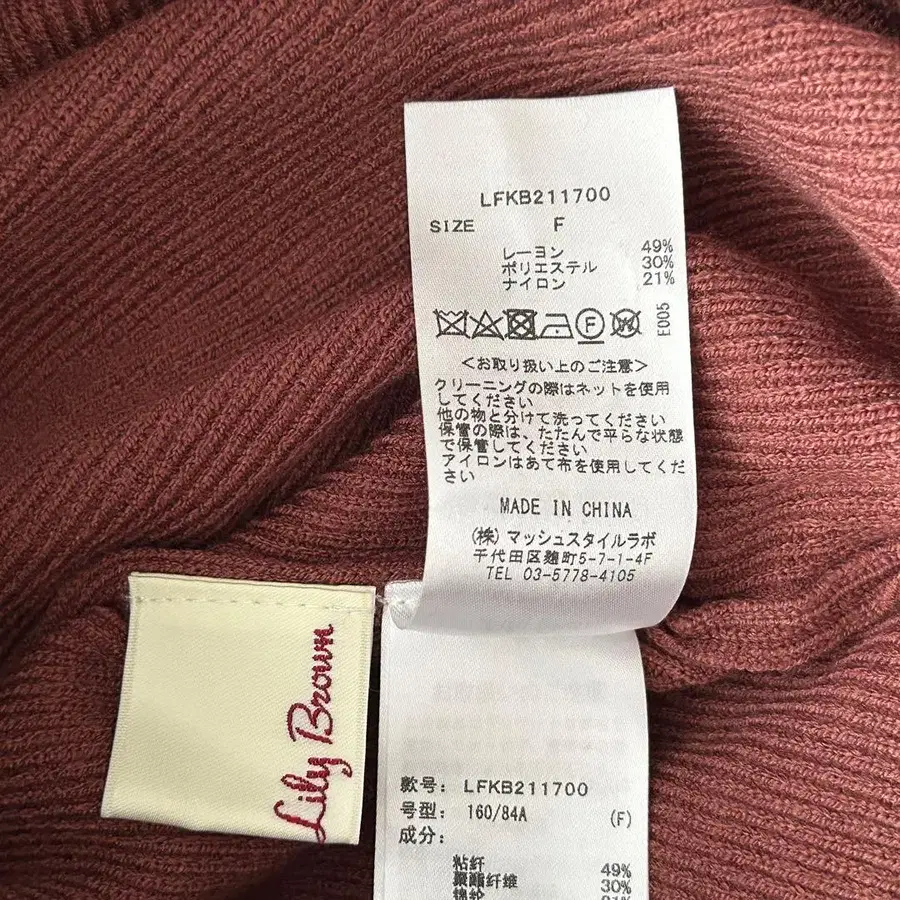 LFKB211700
SIZE F
レーヨン 49%
ポリエステル 30%
ナイロン 21%
F
E005
<お取り扱い上のご注意>
クリーニングの際はネットを使用
してください
他の物と分けて洗ってください
保管の際は、たたんで平らな状態
で保管してください
アイロンはあて布を使用してくだ
さい
MADE IN CHINA
(株)マッシュスタイルラボ
千代田区麹町5-7-1-4F
TEL 03-5778-4105
Lily Brown
款号: LFKB211700
号型: 160/84A (F)
成分:
粘纤 49%
聚酯纤维 30%
锦纶 21%